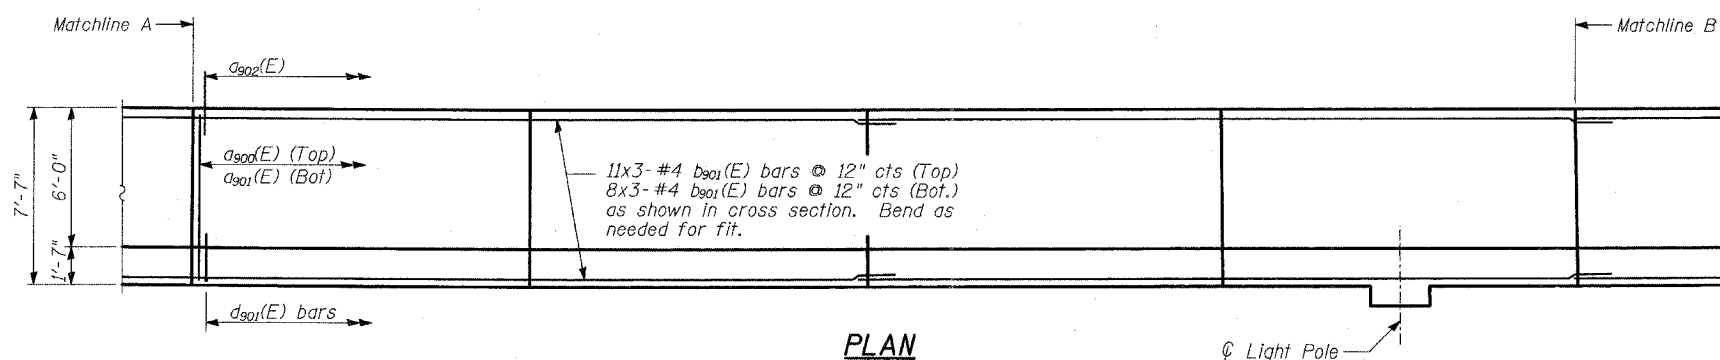 Matchline A
Matchline B
a902(E)
a900(E) (Top)
a901(E) (Bot)
11x3-#4 b901(E) bars @ 12" cts (Top)
8x3-#4 b901(E) bars @ 12" cts (Bot.)
as shown in cross section. Bend as
needed for fit.
7'-7"
6'-0"
1'-7"
d901(E) bars
PLAN
℄ Light Pole